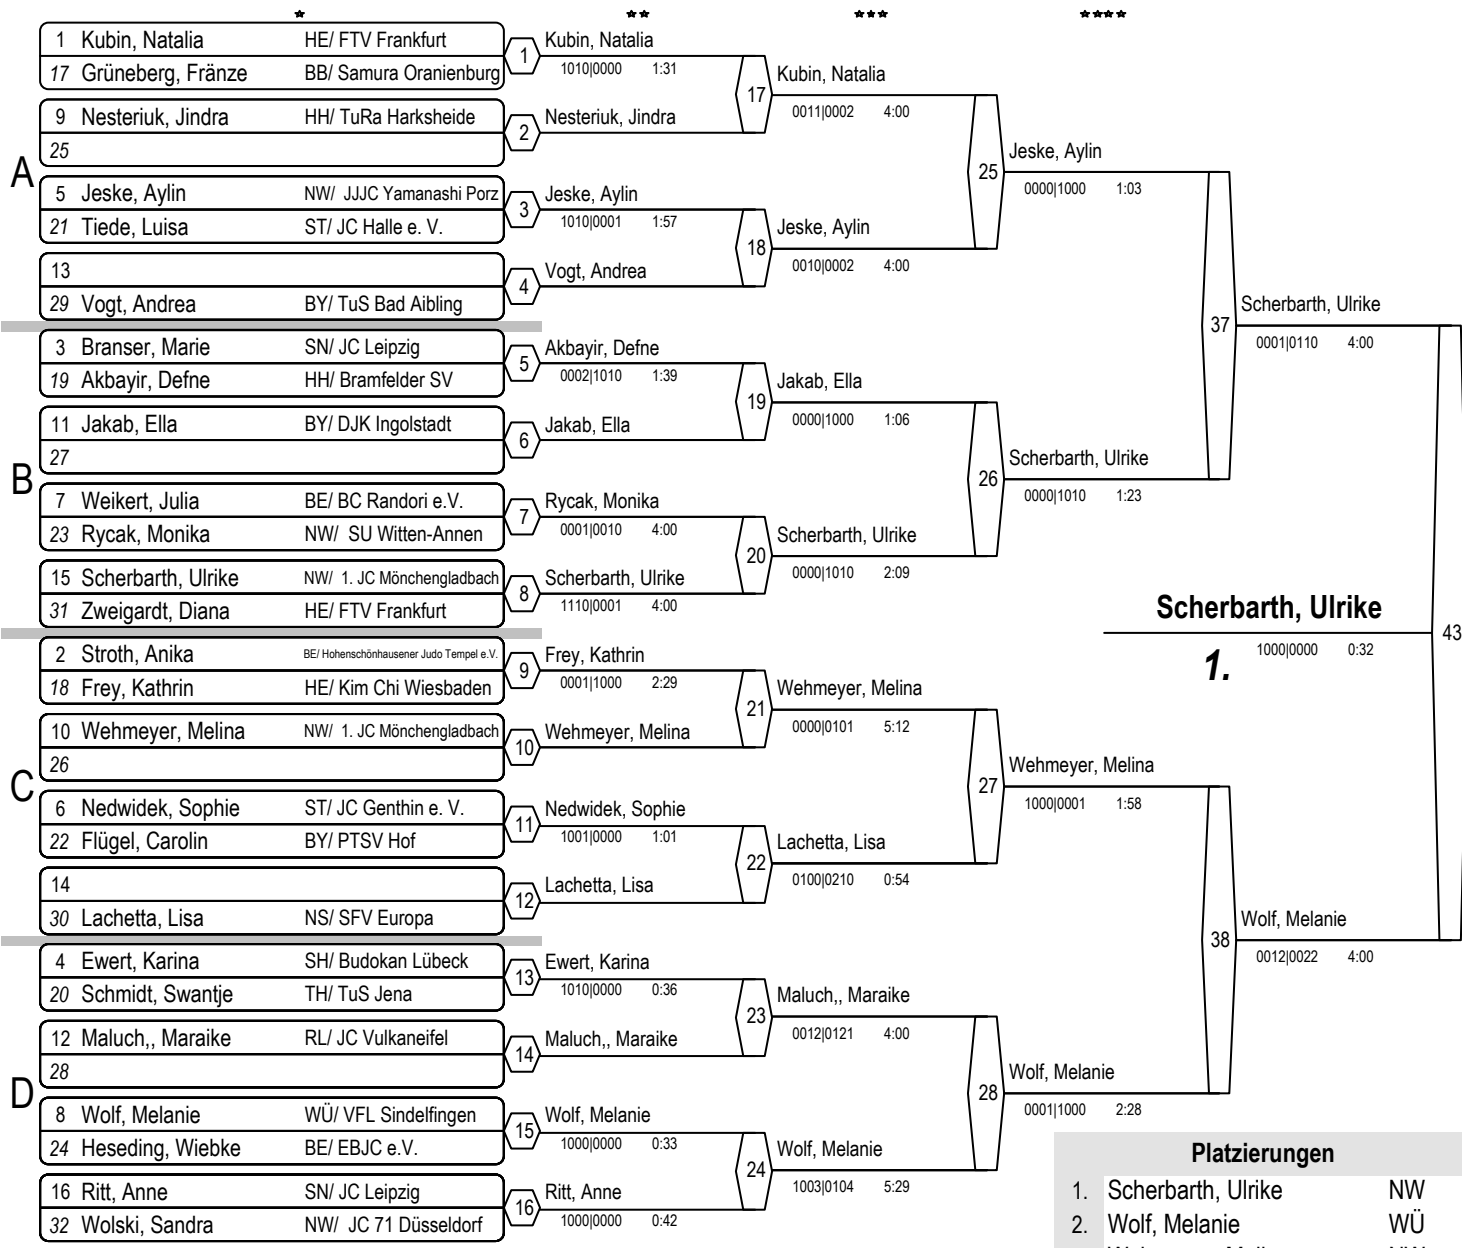 * ** *** ****
1 Kubin, Natalia HE/ FTV Frankfurt
17 Grüneberg, Fränze BB/ Samura Oranienburg
9 Nesteriuk, Jindra HH/ TuRa Harksheide
25
A
5 Jeske, Aylin NW/ JJJC Yamanashi Porz
21 Tiede, Luisa ST/ JC Halle e. V.
13
29 Vogt, Andrea BY/ TuS Bad Aibling
3 Branser, Marie SN/ JC Leipzig
19 Akbayir, Defne HH/ Bramfelder SV
11 Jakab, Ella BY/ DJK Ingolstadt
27
B
7 Weikert, Julia BE/ BC Randori e.V.
23 Rycak, Monika NW/ SU Witten-Annen
15 Scherbarth, Ulrike NW/ 1. JC Mönchengladbach
31 Zweigardt, Diana HE/ FTV Frankfurt
2 Stroth, Anika BE/ Hohenschönhausener Judo Tempel e.V.
18 Frey, Kathrin HE/ Kim Chi Wiesbaden
10 Wehmeyer, Melina NW/ 1. JC Mönchengladbach
26
C
6 Nedwidek, Sophie ST/ JC Genthin e. V.
22 Flügel, Carolin BY/ PTSV Hof
14
30 Lachetta, Lisa NS/ SFV Europa
4 Ewert, Karina SH/ Budokan Lübeck
20 Schmidt, Swantje TH/ TuS Jena
12 Maluch,, Maraike RL/ JC Vulkaneifel
28
D
8 Wolf, Melanie WÜ/ VFL Sindelfingen
24 Heseding, Wiebke BE/ EBJC e.V.
16 Ritt, Anne SN/ JC Leipzig
32 Wolski, Sandra NW/ JC 71 Düsseldorf
1 Kubin, Natalia
1010|0000 1:31
2 Nesteriuk, Jindra
3 Jeske, Aylin
1010|0001 1:57
4 Vogt, Andrea
5 Akbayir, Defne
0002|1010 1:39
6 Jakab, Ella
7 Rycak, Monika
0001|0010 4:00
8 Scherbarth, Ulrike
1110|0001 4:00
9 Frey, Kathrin
0001|1000 2:29
10 Wehmeyer, Melina
11 Nedwidek, Sophie
1001|0000 1:01
12 Lachetta, Lisa
13 Ewert, Karina
1010|0000 0:36
14 Maluch,, Maraike
15 Wolf, Melanie
1000|0000 0:33
16 Ritt, Anne
1000|0000 0:42
17 Kubin, Natalia
0011|0002 4:00
18 Jeske, Aylin
0010|0002 4:00
19 Jakab, Ella
0000|1000 1:06
20 Scherbarth, Ulrike
0000|1010 2:09
21 Wehmeyer, Melina
0000|0101 5:12
22 Lachetta, Lisa
0100|0210 0:54
23 Maluch,, Maraike
0012|0121 4:00
24 Wolf, Melanie
1003|0104 5:29
25 Jeske, Aylin
0000|1000 1:03
26 Scherbarth, Ulrike
0000|1010 1:23
27 Wehmeyer, Melina
1000|0001 1:58
28 Wolf, Melanie
0001|1000 2:28
37 Scherbarth, Ulrike
0001|0110 4:00
38 Wolf, Melanie
0012|0022 4:00
Scherbarth, Ulrike
43
1. 1000|0000 0:32
Platzierungen
1. Scherbarth, Ulrike NW
2. Wolf, Melanie WÜ